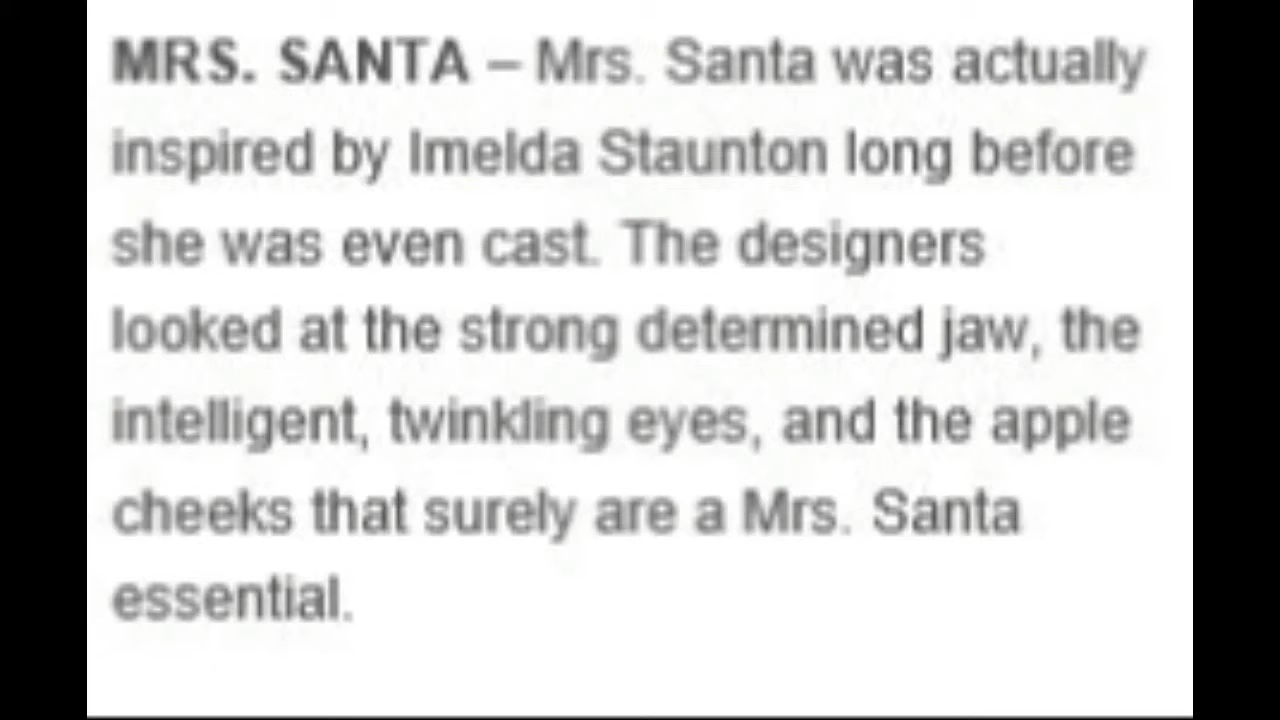 MRS. SANTA – Mrs. Santa was actually
inspired by Imelda Staunton long before
she was even cast. The designers
looked at the strong determined jaw, the
intelligent, twinkling eyes, and the apple
cheeks that surely are a Mrs. Santa
essential.